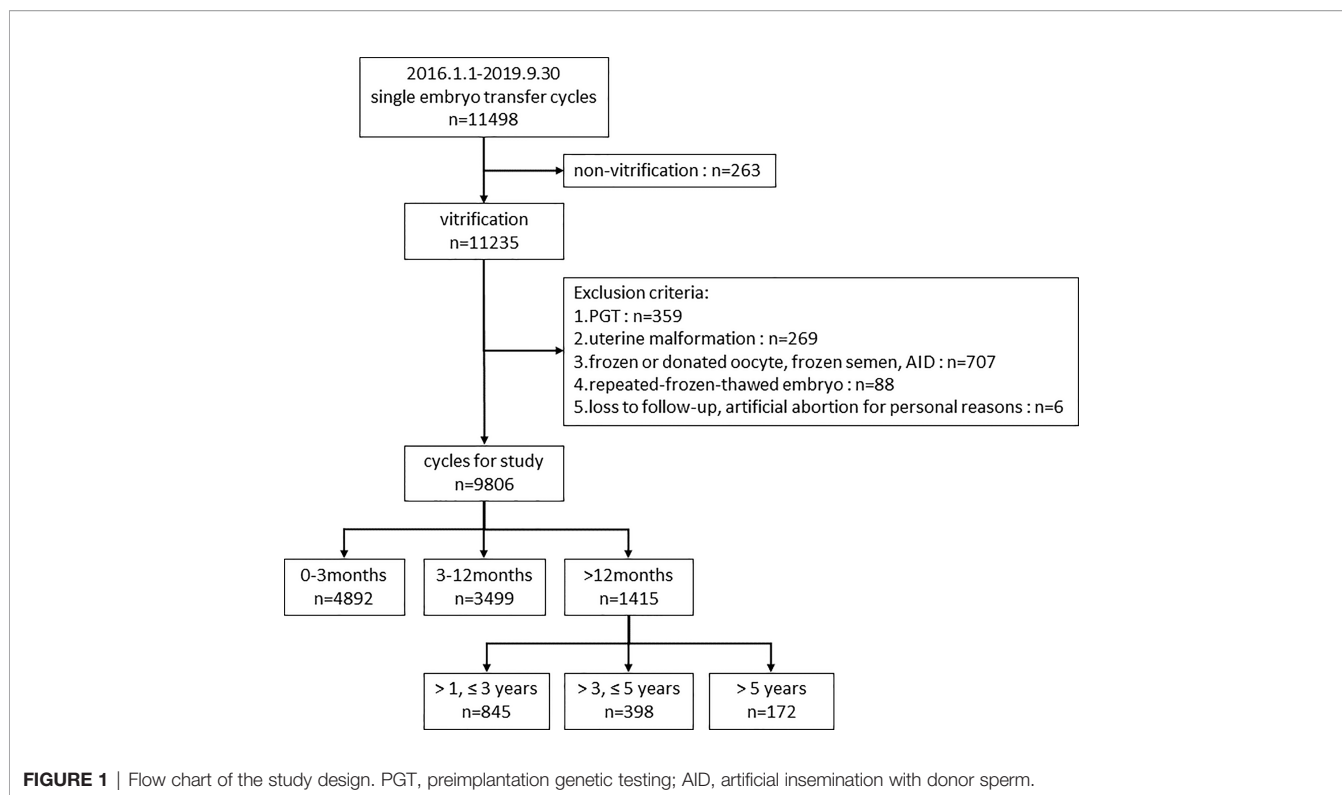 2016.1.1-2019.9.30
single embryo transfer cycles
n=11498
non-vitrification : n=263
vitrification
n=11235
Exclusion criteria:
1.PGT : n=359
2.uterine malformation : n=269
3.frozen or donated oocyte, frozen semen, AID : n=707
4.repeated-frozen-thawed embryo : n=88
5.loss to follow-up, artificial abortion for personal reasons : n=6
cycles for study
n=9806
0-3months
n=4892
3-12months
n=3499
>12months
n=1415
> 1, ≤ 3 years
n=845
> 3, ≤ 5 years
n=398
> 5 years
n=172
FIGURE 1 | Flow chart of the study design. PGT, preimplantation genetic testing; AID, artificial insemination with donor sperm.